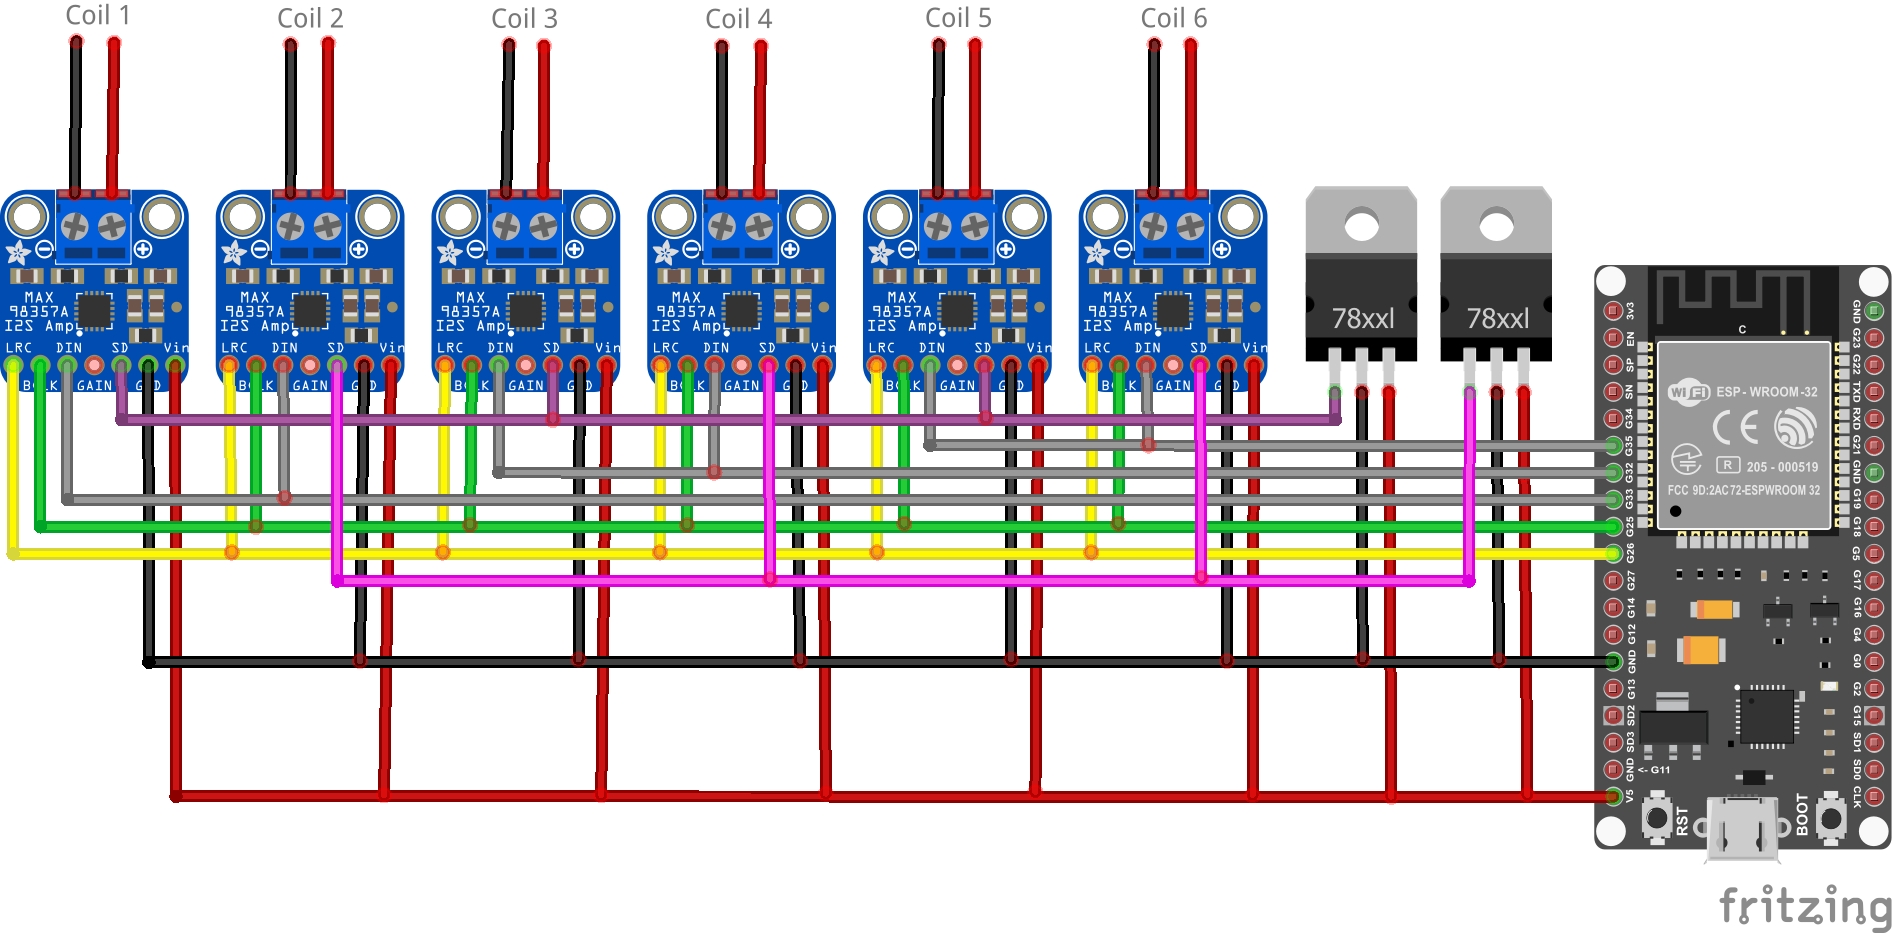 Coil 1
Coil 2
Coil 3
Coil 4
Coil 5
Coil 6
MAX
98357A
I2S Amp
LRC
DIN
SD
Vin
BCLK
GAIN
GND
MAX
98357A
I2S Amp
LRC
DIN
SD
Vin
BCLK
GAIN
GND
MAX
98357A
I2S Amp
LRC
DIN
SD
Vin
BCLK
GAIN
GND
MAX
98357A
I2S Amp
LRC
DIN
SD
Vin
BCLK
GAIN
GND
MAX
98357A
I2S Amp
LRC
DIN
SD
Vin
BCLK
GAIN
GND
MAX
98357A
I2S Amp
LRC
DIN
SD
Vin
BCLK
GAIN
GND
78xxl
78xxl
3v3
EN
SP
SN
G34
G35
G32
G33
G25
G26
G27
G14
G12
GND
G13
SD2
SD3
GND
V5
<- G11
C
WiFi
ESP-WROOM-32
CE
R
205-000519
FCC 9D:2AC72-ESPWROOM 32
GND
G23
G22
TXD
RXD
G21
GND
G19
G18
G5
G17
G16
G4
G0
G2
G15
SD1
SD0
CLK
RST
BOOT
fritzing